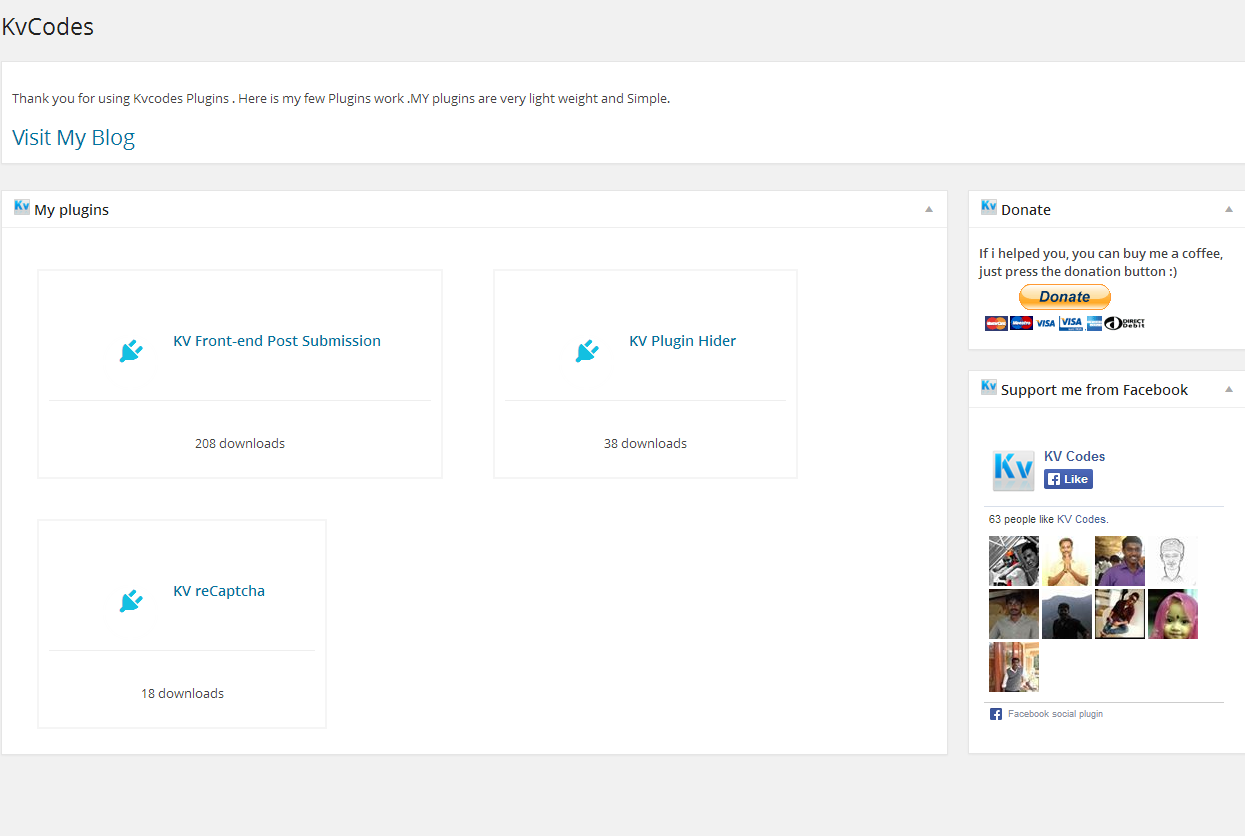 KvCodes
Thank you for using Kvcodes Plugins . Here is my few Plugins work .MY plugins are very light weight and Simple.
Visit My Blog
Kv My plugins
KV Front-end Post Submission
208 downloads
KV Plugin Hider
38 downloads
KV reCaptcha
18 downloads
Kv Donate
If i helped you, you can buy me a coffee,
just press the donation button :)
Donate
MasterCard Maestro VISA VISA DIRECT Debit
Kv Support me from Facebook
Kv
KV Codes
Like
63 people like KV Codes.
Facebook social plugin